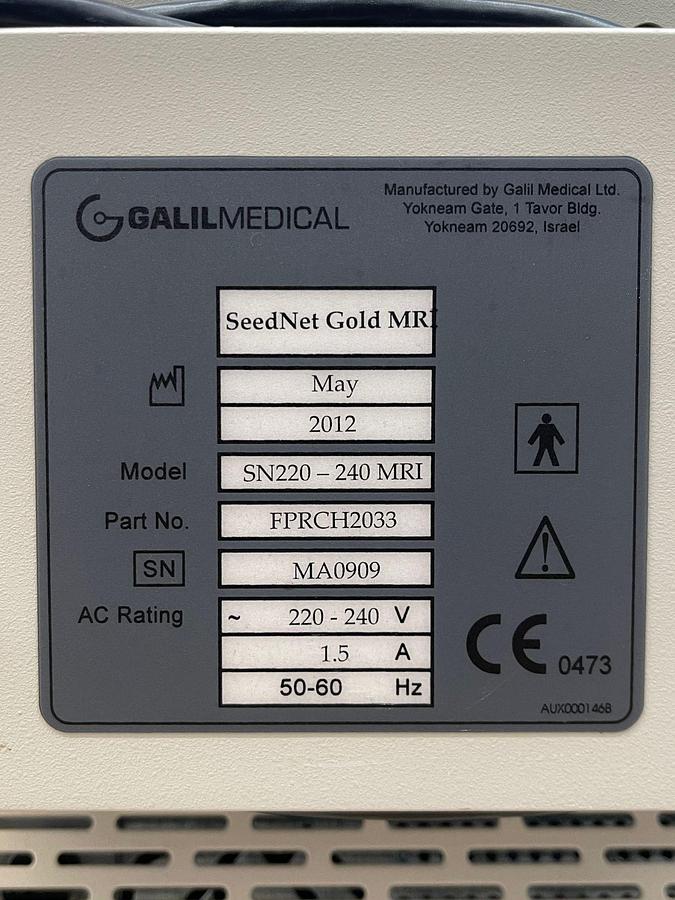 GALILMEDICAL
Manufactured by Galil Medical Ltd.
Yokneam Gate, 1 Tavor Bldg.
Yokneam 20692, Israel
SeedNet Gold MRI
May
2012
Model SN220 – 240 MRI
Part No. FPRCH2033
SN MA0909
AC Rating ~ 220 - 240 V
1.5 A
50-60 Hz
CE 0473
AUX000146B